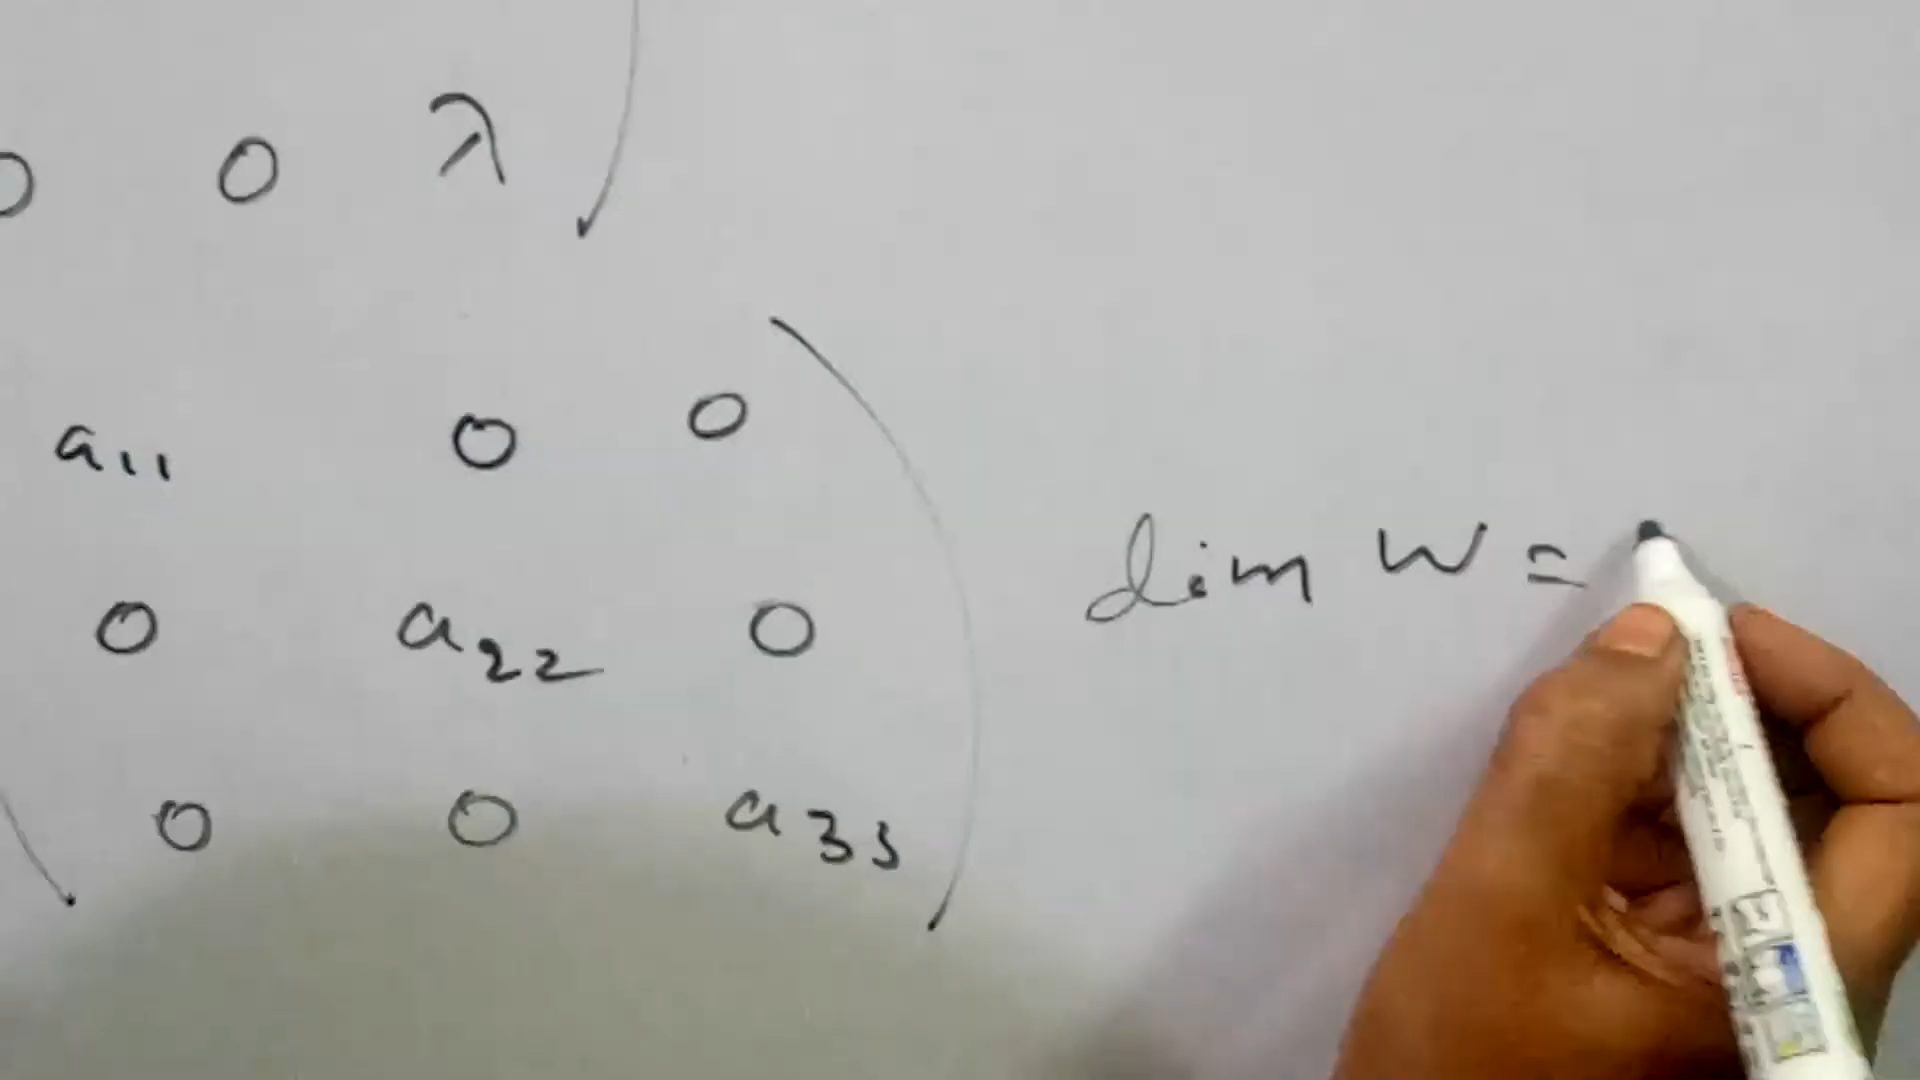 0 0 λ
a11 0 0
0 a22 0
dim W =
0 0 a33